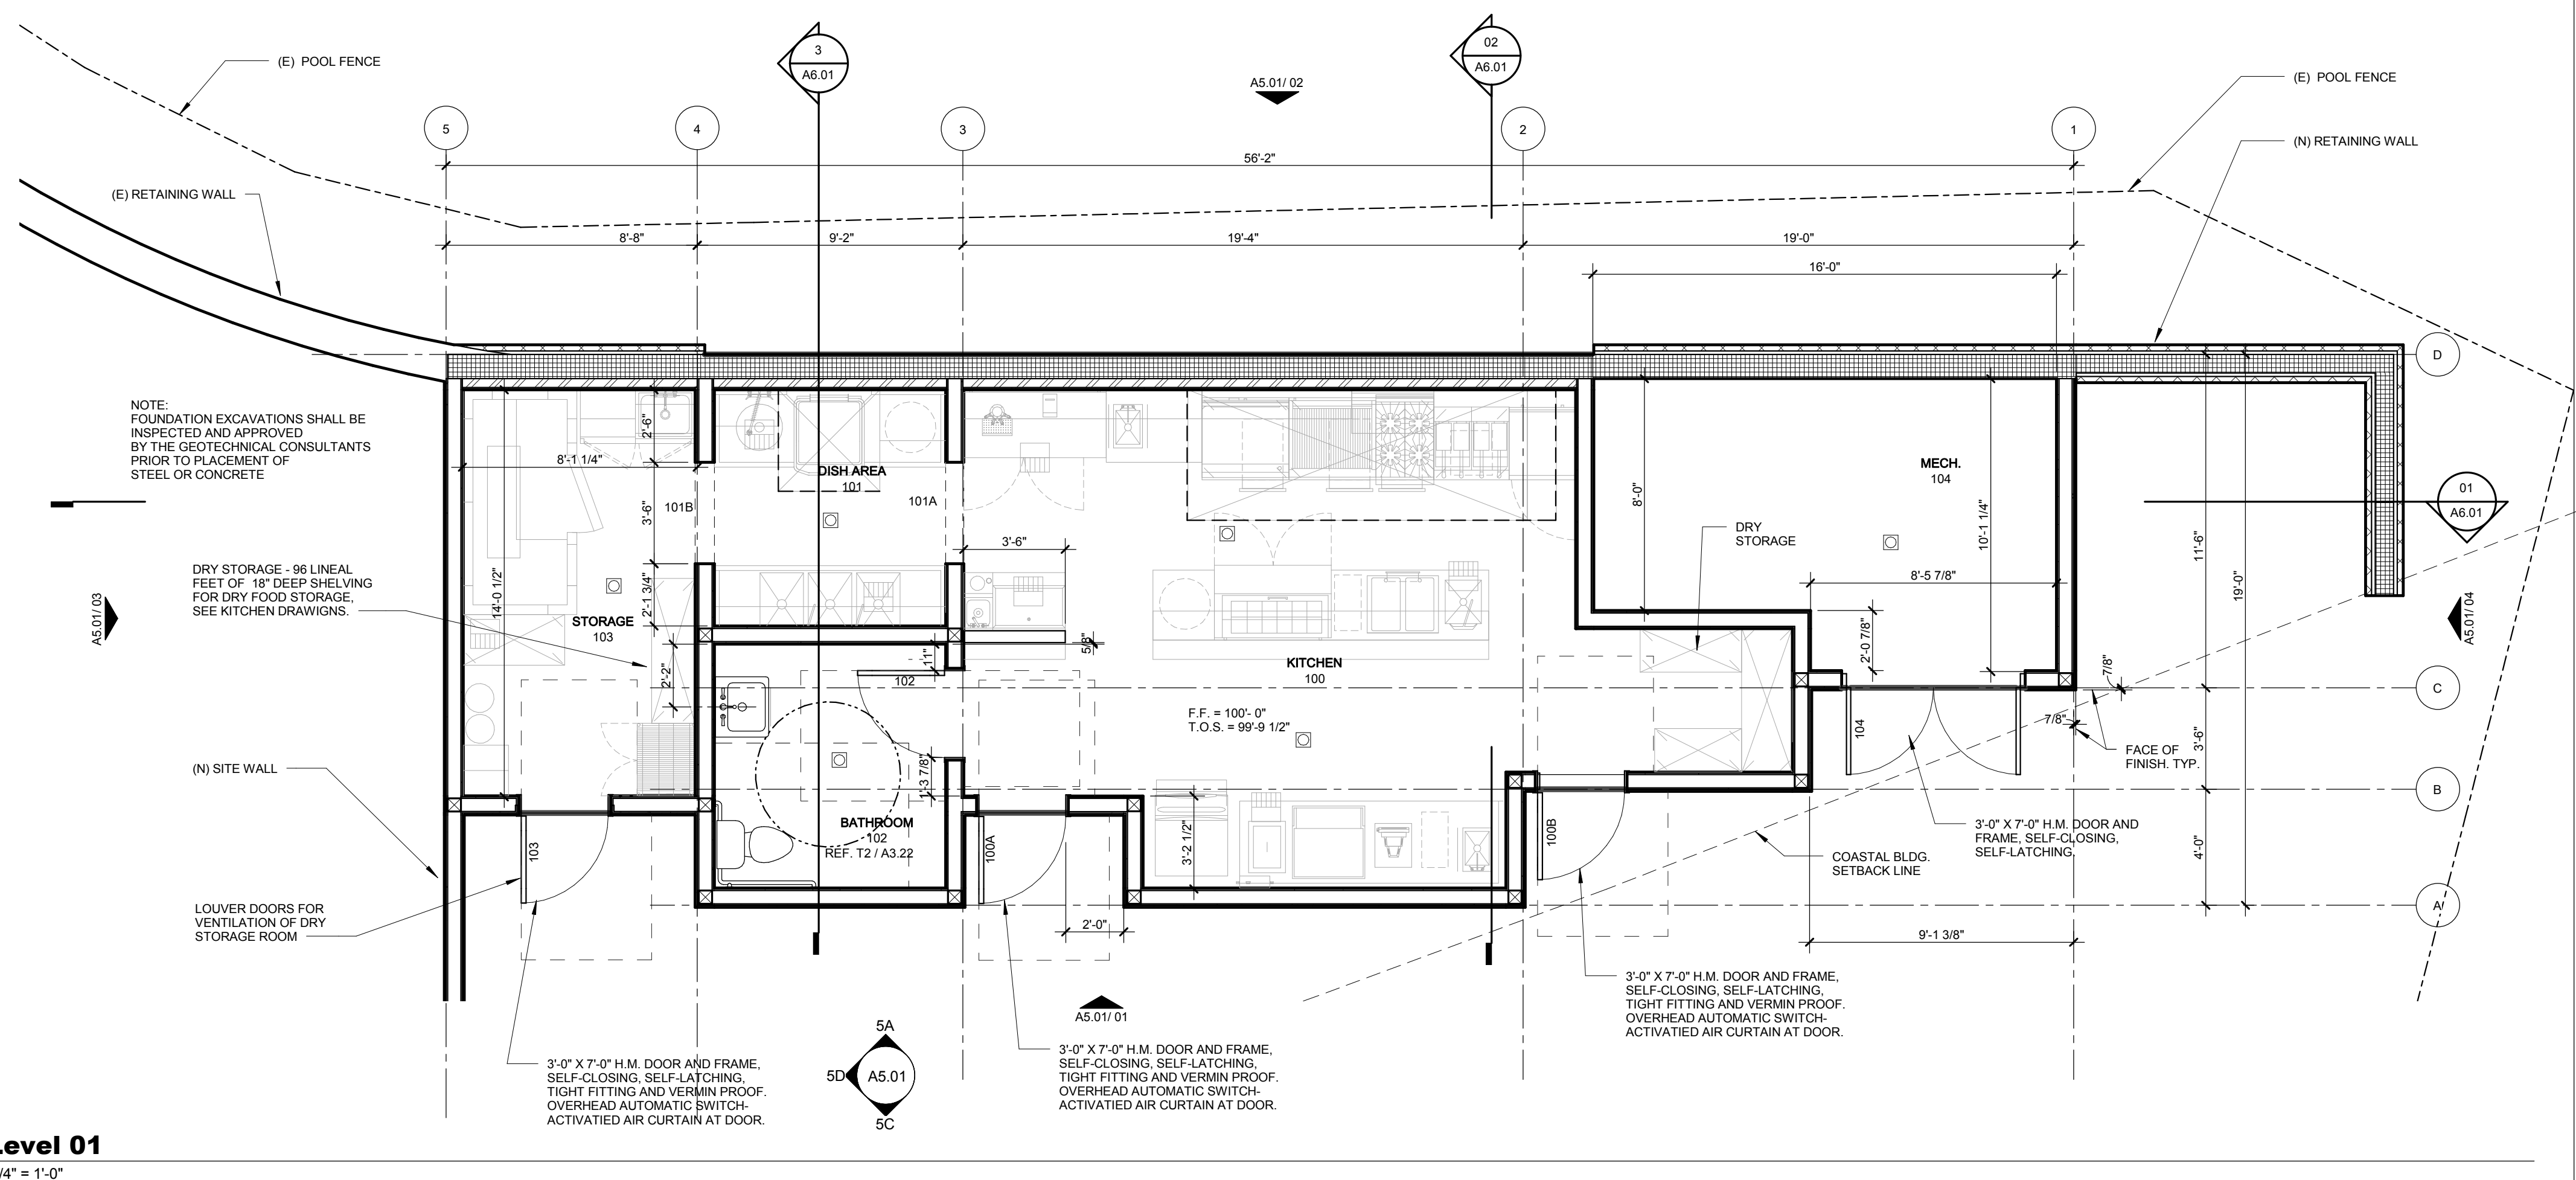 3
A6.01
02
A6.01
(E)  POOL FENCE
A5.01/ 02
(E)  POOL FENCE
5
4
3
2
1
(N) RETAINING WALL
56'-2"
(E) RETAINING WALL
8'-8"
9'-2"
19'-4"
19'-0"
16'-0"
D
NOTE:
FOUNDATION EXCAVATIONS SHALL BE
INSPECTED AND APPROVED
BY THE GEOTECHNICAL CONSULTANTS
PRIOR TO PLACEMENT OF
STEEL OR CONCRETE
2'-6"
8'-1 1/4"
DISH AREA
101
101A
101B
3'-6"
MECH.
104
8'-0"
10'-1 1/4"
01
A6.01
DRY
STORAGE
3'-6"
11'-6"
19'-0"
DRY STORAGE - 96 LINEAL
FEET OF  18" DEEP SHELVING
FOR DRY FOOD STORAGE,
SEE KITCHEN DRAWIGNS.
14'-0 1/2"
2'-1 3/4"
8'-5 7/8"
A5.01/ 03
STORAGE
103
A5.01/ 04
5/8"
11"
2'-0 7/8"
KITCHEN
100
2'-2"
102
7/8"
C
F.F. = 100'- 0"
T.O.S. = 99'-9 1/2"
7/8"
104
3'-6"
FACE OF
FINISH. TYP.
(N) SITE WALL
1'-3 7/8"
B
BATHROOM
102
REF. T2 / A3.22
103
100A
3'-2 1/2"
100B
3'-0" X 7'-0" H.M. DOOR AND
FRAME, SELF-CLOSING,
SELF-LATCHING.
4'-0"
COASTAL BLDG.
SETBACK LINE
LOUVER DOORS FOR
VENTILATION OF DRY
STORAGE ROOM
A
2'-0"
9'-1 3/8"
3'-0" X 7'-0" H.M. DOOR AND FRAME,
SELF-CLOSING, SELF-LATCHING,
TIGHT FITTING AND VERMIN PROOF.
OVERHEAD AUTOMATIC SWITCH-
ACTIVATIED AIR CURTAIN AT DOOR.
A5.01/ 01
5A
5D
A5.01
5C
3'-0" X 7'-0" H.M. DOOR AND FRAME,
SELF-CLOSING, SELF-LATCHING,
TIGHT FITTING AND VERMIN PROOF.
OVERHEAD AUTOMATIC SWITCH-
ACTIVATIED AIR CURTAIN AT DOOR.
3'-0" X 7'-0" H.M. DOOR AND FRAME,
SELF-CLOSING, SELF-LATCHING,
TIGHT FITTING AND VERMIN PROOF.
OVERHEAD AUTOMATIC SWITCH-
ACTIVATIED AIR CURTAIN AT DOOR.
Level 01
/4" = 1'-0"